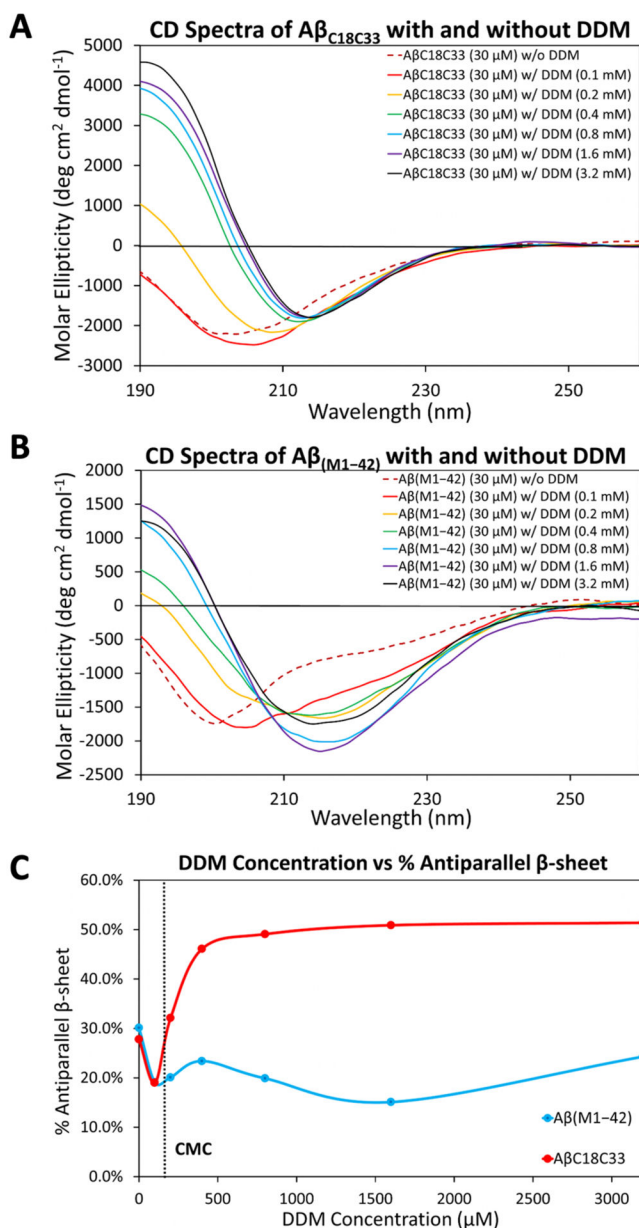 A
CD Spectra of AβC18C33 with and without DDM
5000
4000
3000
2000
1000
0
-1000
-2000
-3000
Molar Ellipticity (deg cm² dmol⁻¹)
AβC18C33 (30 µM) w/o DDM
AβC18C33 (30 µM) w/ DDM (0.1 mM)
AβC18C33 (30 µM) w/ DDM (0.2 mM)
AβC18C33 (30 µM) w/ DDM (0.4 mM)
AβC18C33 (30 µM) w/ DDM (0.8 mM)
AβC18C33 (30 µM) w/ DDM (1.6 mM)
AβC18C33 (30 µM) w/ DDM (3.2 mM)
190 210 230 250
Wavelength (nm)
B
CD Spectra of Aβ(M1–42) with and without DDM
2000
1500
1000
500
0
-500
-1000
-1500
-2000
-2500
Molar Ellipticity (deg cm² dmol⁻¹)
Aβ(M1–42) (30 µM) w/o DDM
Aβ(M1–42) (30 µM) w/ DDM (0.1 mM)
Aβ(M1–42) (30 µM) w/ DDM (0.2 mM)
Aβ(M1–42) (30 µM) w/ DDM (0.4 mM)
Aβ(M1–42) (30 µM) w/ DDM (0.8 mM)
Aβ(M1–42) (30 µM) w/ DDM (1.6 mM)
Aβ(M1–42) (30 µM) w/ DDM (3.2 mM)
190 210 230 250
Wavelength (nm)
C
DDM Concentration vs % Antiparallel β-sheet
60.0%
50.0%
40.0%
30.0%
20.0%
10.0%
0.0%
% Antiparallel β-sheet
CMC
Aβ(M1–42)
AβC18C33
0 500 1000 1500 2000 2500 3000
DDM Concentration (µM)